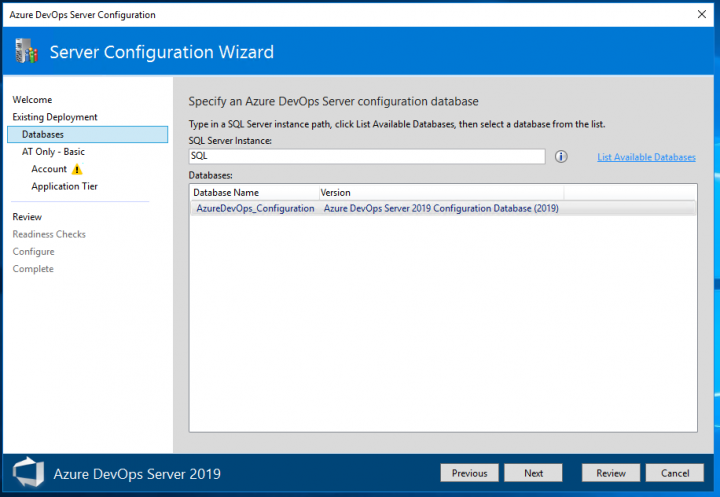 Azure DevOps Server Configuration
Server Configuration Wizard
Welcome
Existing Deployment
Databases
AT Only - Basic
Account
Application Tier
Review
Readiness Checks
Configure
Complete
Specify an Azure DevOps Server configuration database
Type in a SQL Server instance path, click List Available Databases, then select a database from the list.
SQL Server Instance:
SQL
List Available Databases
Databases:
Database Name Version
AzureDevOps_Configuration Azure DevOps Server 2019 Configuration Database (2019)
Azure DevOps Server 2019
Previous Next Review Cancel